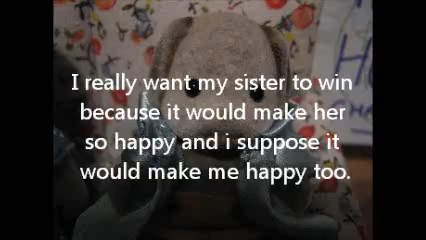 I really want my sister to win
because it would make her
so happy and i suppose it
would make me happy too.